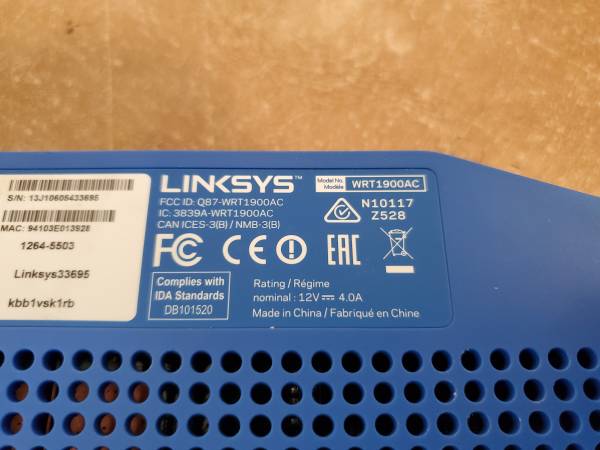 S/N: 13J10605433695
MAC: 94103E013928
1264-5503
Linksys33695
kbb1vsk1rb
LINKSYS™
Model No.
Modèle
WRT1900AC
FCC ID: Q87-WRT1900AC
IC: 3839A-WRT1900AC
CAN ICES-3(B) / NMB-3(B)
N10117
Z528
FC CE EAC
Complies with
IDA Standards
DB101520
Rating / Régime
nominal : 12V⎓ 4.0A
Made in China / Fabriqué en Chine